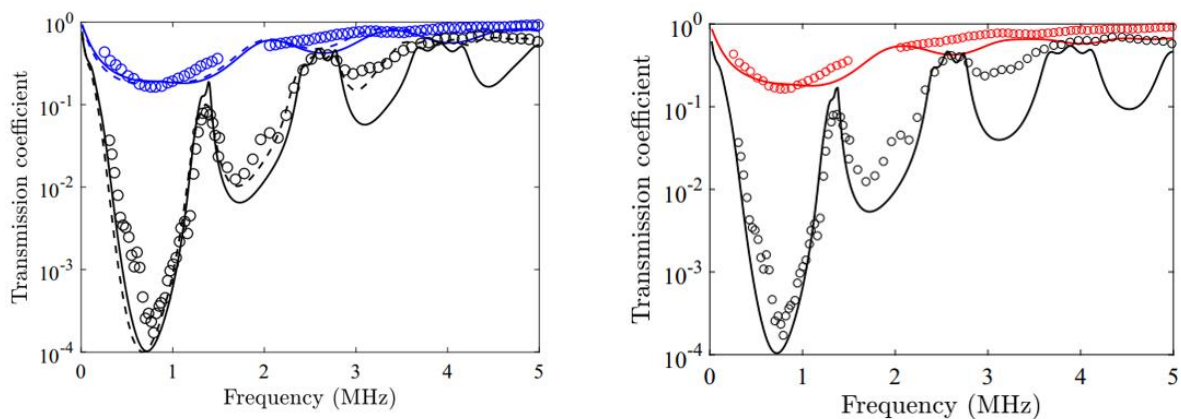 Transmission coefficient
10^0
10^-1
10^-2
10^-3
10^-4
0 1 2 3 4 5
Frequency (MHz)
Transmission coefficient
10^0
10^-1
10^-2
10^-3
10^-4
0 1 2 3 4 5
Frequency (MHz)